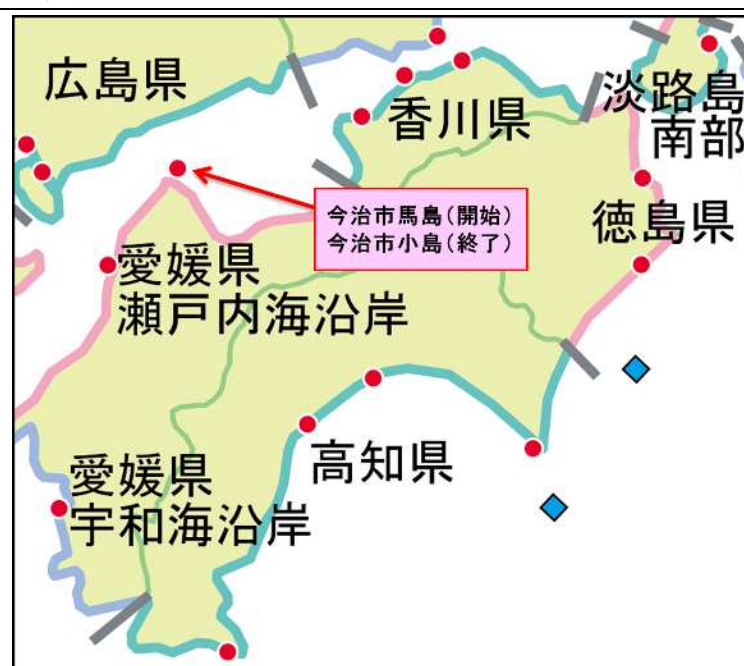 広島県
香川県
淡路島
南部
今治市馬島(開始)
今治市小島(終了)
徳島県
愛媛県
瀬戸内海沿岸
高知県
愛媛県
宇和海沿岸